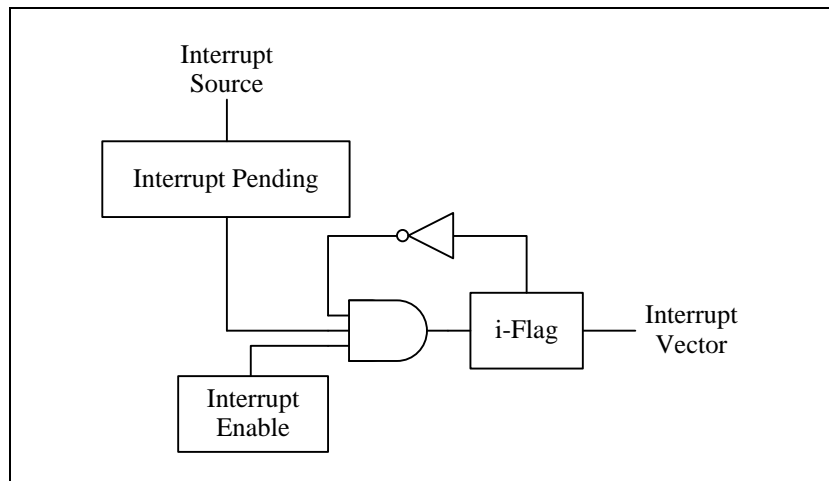 Interrupt
Source
Interrupt Pending
i-Flag
Interrupt
Vector
Interrupt
Enable